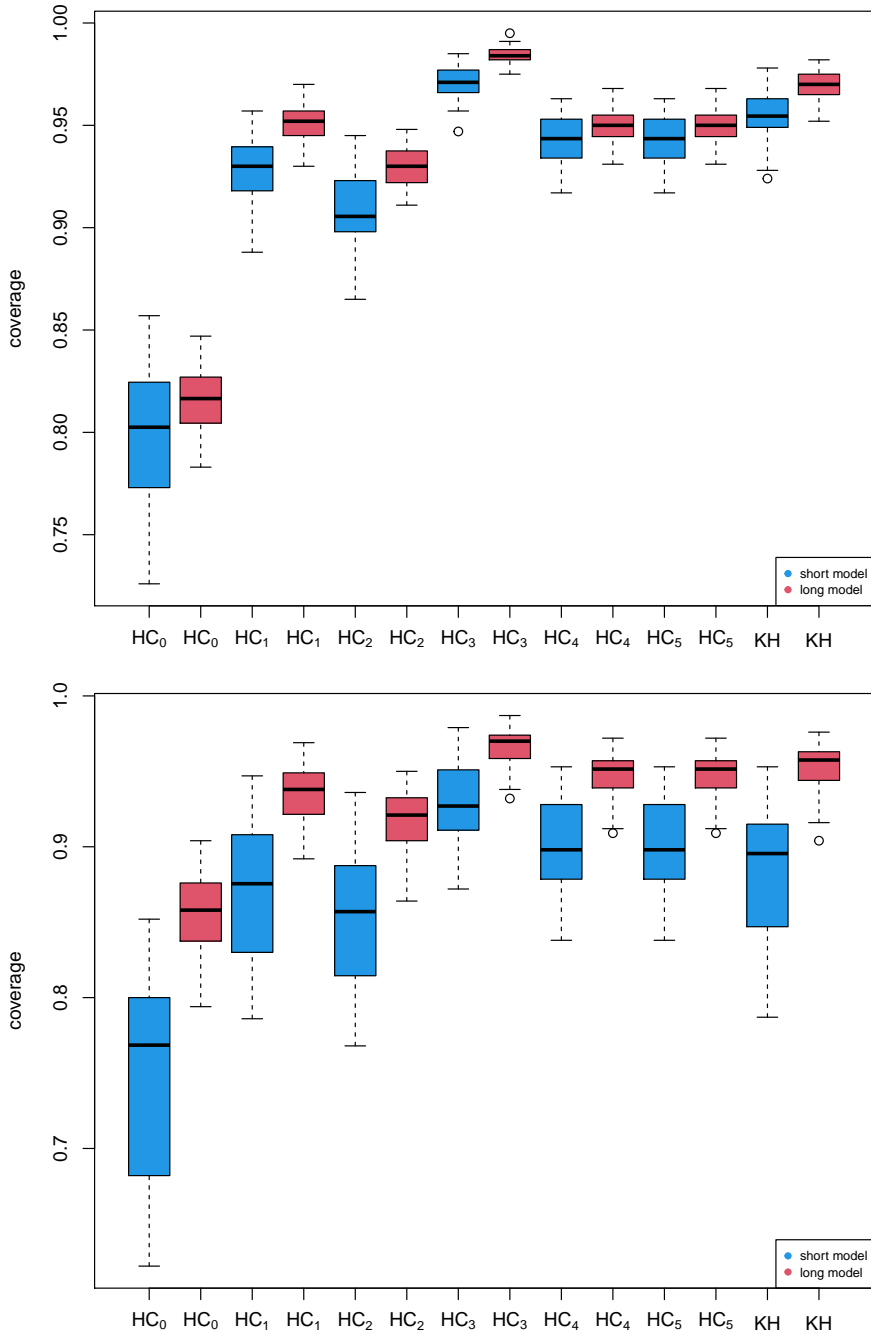 1.00
0.95
0.90
0.85
0.80
0.75
coverage
short model
long model
HC₀ HC₀ HC₁ HC₁ HC₂ HC₂ HC₃ HC₃ HC₄ HC₄ HC₅ HC₅ KH KH
1.0
0.9
0.8
0.7
coverage
short model
long model
HC₀ HC₀ HC₁ HC₁ HC₂ HC₂ HC₃ HC₃ HC₄ HC₄ HC₅ HC₅ KH KH